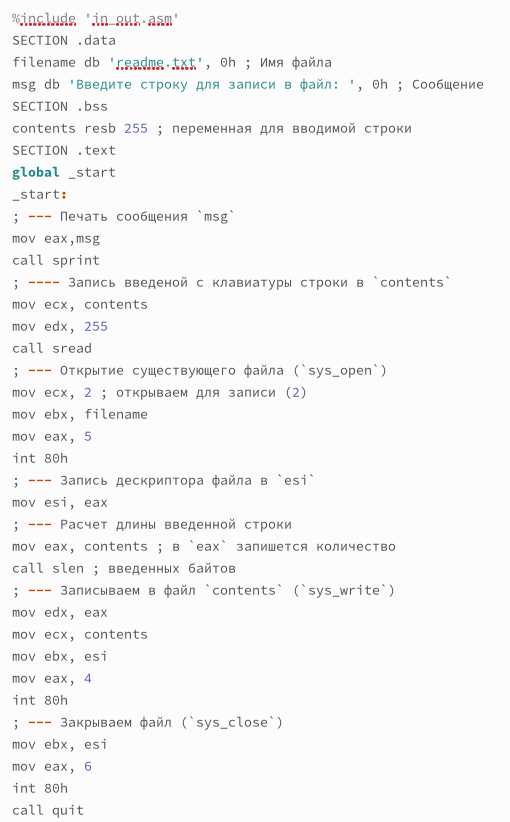 %include 'in_out.asm'
SECTION .data
filename db 'readme.txt', 0h ; Имя файла
msg db 'Введите строку для записи в файл: ', 0h ; Сообщение
SECTION .bss
contents resb 255 ; переменная для вводимой строки
SECTION .text
global _start
_start:
; --- Печать сообщения `msg`
mov eax,msg
call sprint
; ---- Запись введеной с клавиатуры строки в `contents`
mov ecx, contents
mov edx, 255
call sread
; --- Открытие существующего файла (`sys_open`)
mov ecx, 2 ; открываем для записи (2)
mov ebx, filename
mov eax, 5
int 80h
; --- Запись дескриптора файла в `esi`
mov esi, eax
; --- Расчет длины введенной строки
mov eax, contents ; в `eax` запишется количество
call slen ; введенных байтов
; --- Записываем в файл `contents` (`sys_write`)
mov edx, eax
mov ecx, contents
mov ebx, esi
mov eax, 4
int 80h
; --- Закрываем файл (`sys_close`)
mov ebx, esi
mov eax, 6
int 80h
call quit